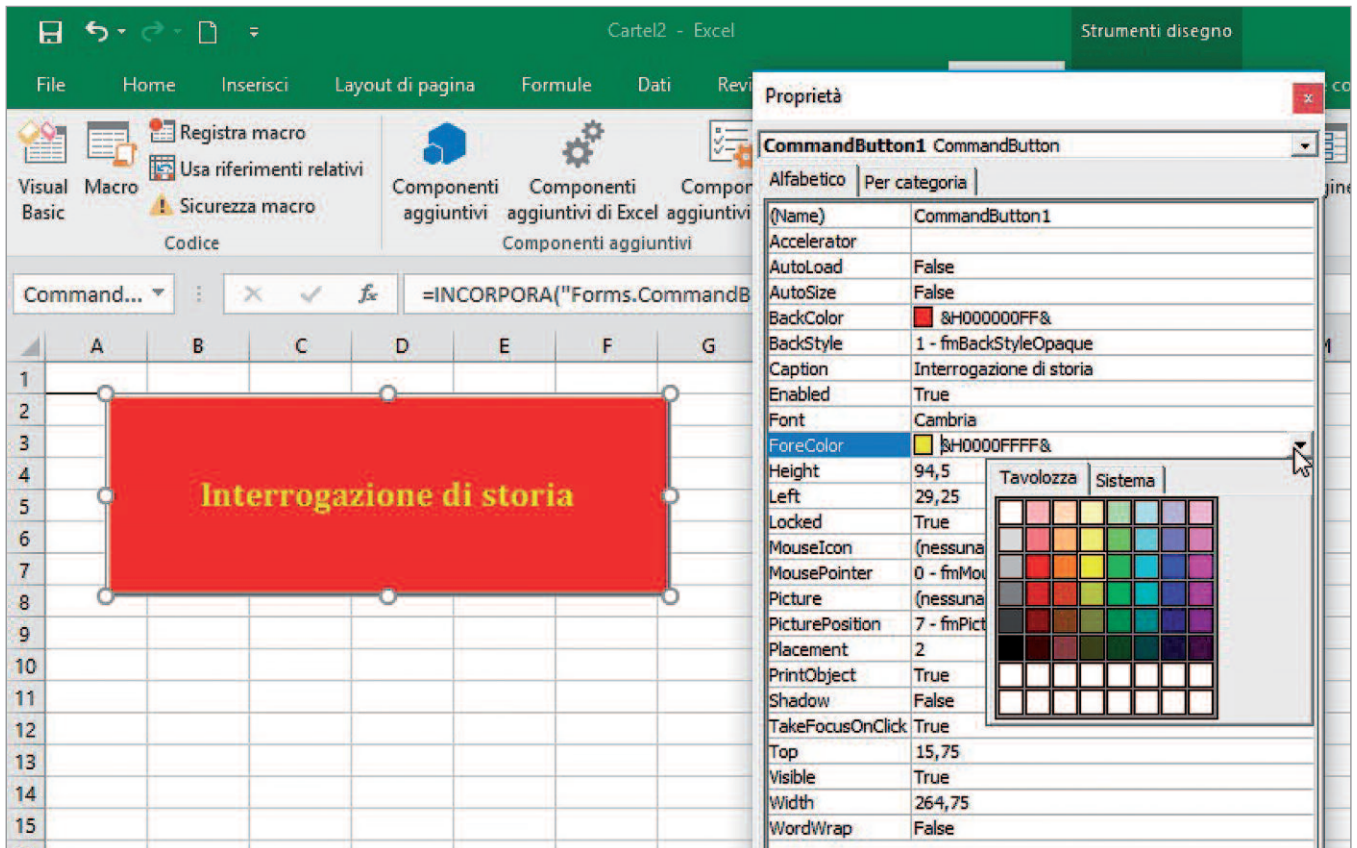 Cartel2 - Excel
Strumenti disegno
File Home Inserisci Layout di pagina Formule Dati
Visual Basic
Macro
Registra macro
Usa riferimenti relativi
Sicurezza macro
Codice
Componenti aggiuntivi
Componenti aggiuntivi di Excel
aggiuntivi
Componenti aggiuntivi
Command...
fx
=INCORPORA("Forms.CommandB
A B C D E F G
1
2
3
4
5
6
7
8
9
10
11
12
13
14
15
Interrogazione di storia
Proprietà
x
CommandButton1 CommandButton
Alfabetico Per categoria
(Name) CommandButton1
Accelerator
AutoLoad False
AutoSize False
BackColor &H000000FF&
BackStyle 1 - fmBackStyleOpaque
Caption Interrogazione di storia
Enabled True
Font Cambria
ForeColor &H0000FFFF&
Height 94,5
Left 29,25
Locked True
MouseIcon (nessuna
MousePointer 0 - fmMou
Picture (nessuna
PicturePosition 7 - fmPict
Placement 2
PrintObject True
Shadow False
TakeFocusOnClick True
Top 15,75
Visible True
Width 264,75
WordWrap False
Tavolozza Sistema